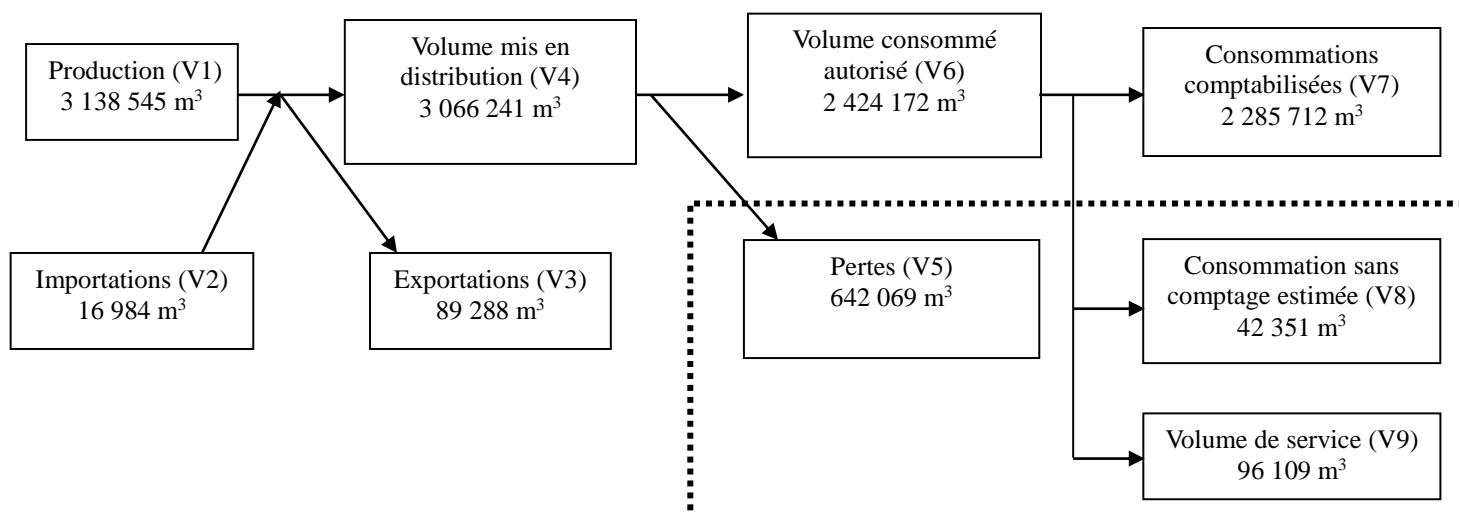 Production (V1)
3 138 545 m³
Volume mis en
distribution (V4)
3 066 241 m³
Volume consommé
autorisé (V6)
2 424 172 m³
Consommations
comptabilisées (V7)
2 285 712 m³
Importations (V2)
16 984 m³
Exportations (V3)
89 288 m³
Pertes (V5)
642 069 m³
Consommation sans
comptage estimée (V8)
42 351 m³
Volume de service (V9)
96 109 m³